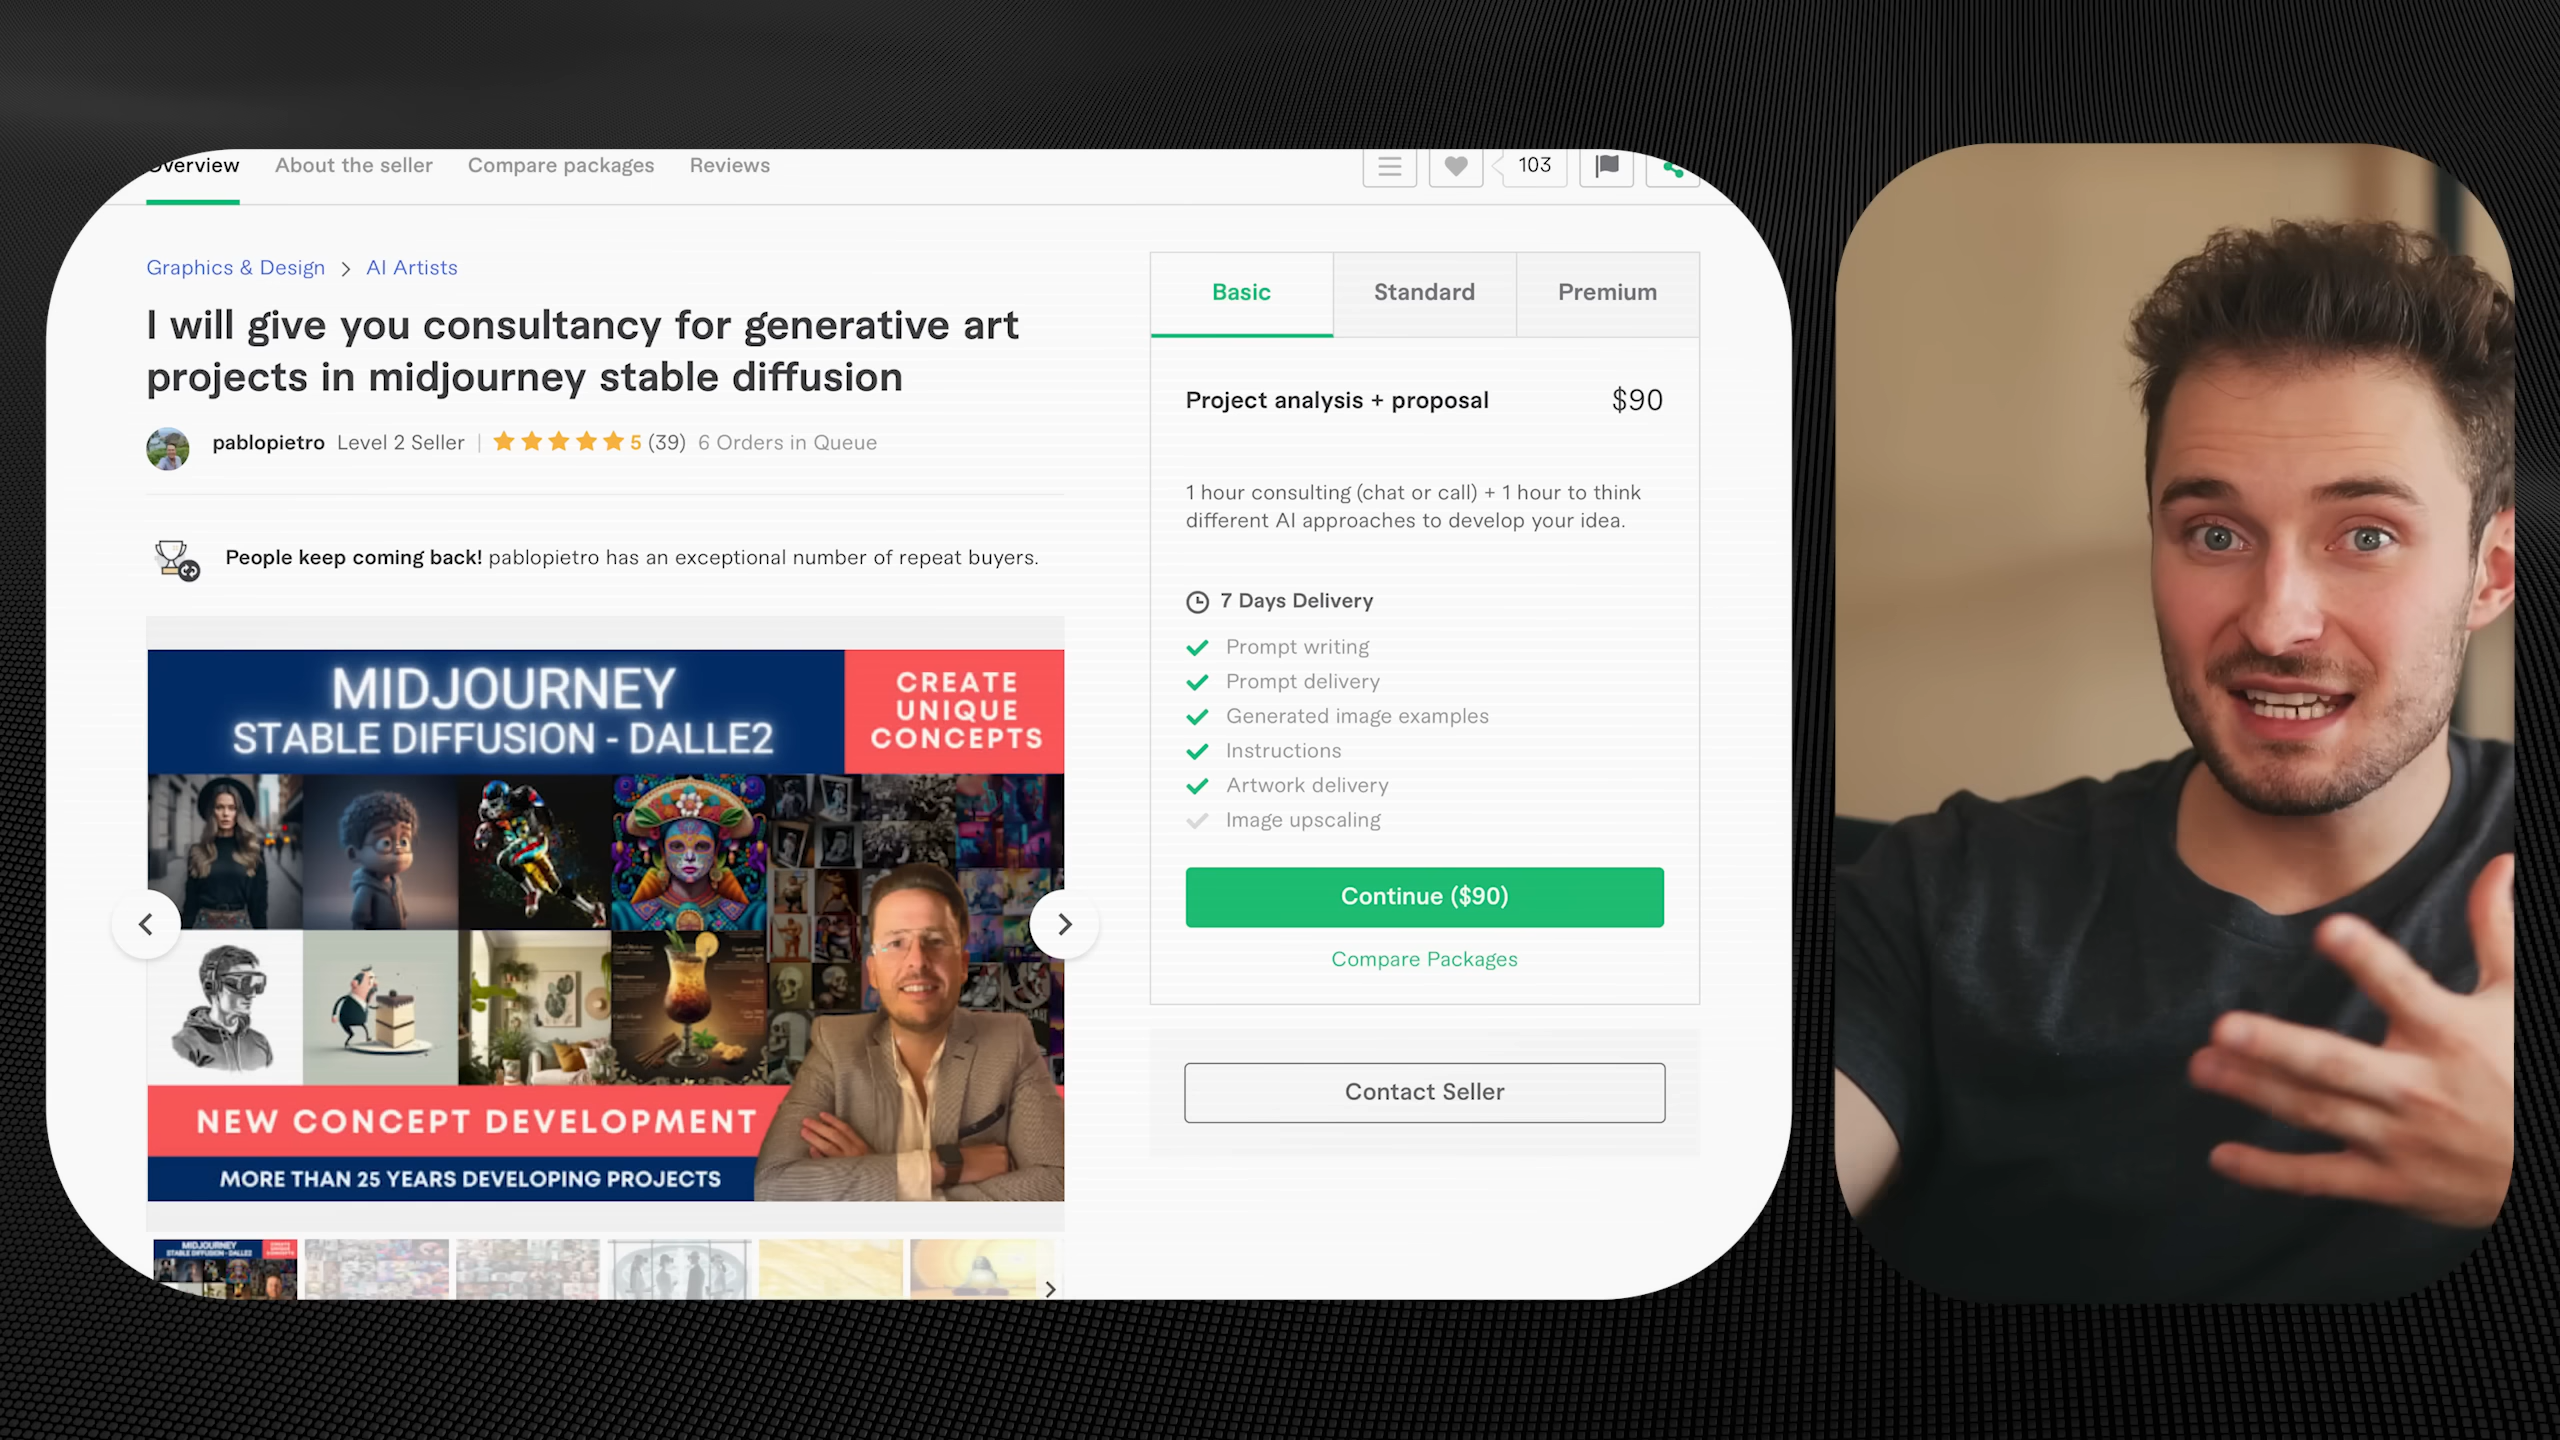 Overview About the seller Compare packages Reviews
103
Graphics & Design > AI Artists
I will give you consultancy for generative art
projects in midjourney stable diffusion
pablopietro Level 2 Seller | 5 (39) 6 Orders in Queue
People keep coming back! pablopietro has an exceptional number of repeat buyers.
MIDJOURNEY
STABLE DIFFUSION - DALLE2
CREATE
UNIQUE
CONCEPTS
NEW CONCEPT DEVELOPMENT
MORE THAN 25 YEARS DEVELOPING PROJECTS
MIDJOURNEY
STABLE DIFFUSION - DALLE2
Basic Standard Premium
Project analysis + proposal $90
1 hour consulting (chat or call) + 1 hour to think
different AI approaches to develop your idea.
7 Days Delivery
Prompt writing
Prompt delivery
Generated image examples
Instructions
Artwork delivery
Image upscaling
Continue ($90)
Compare Packages
Contact Seller